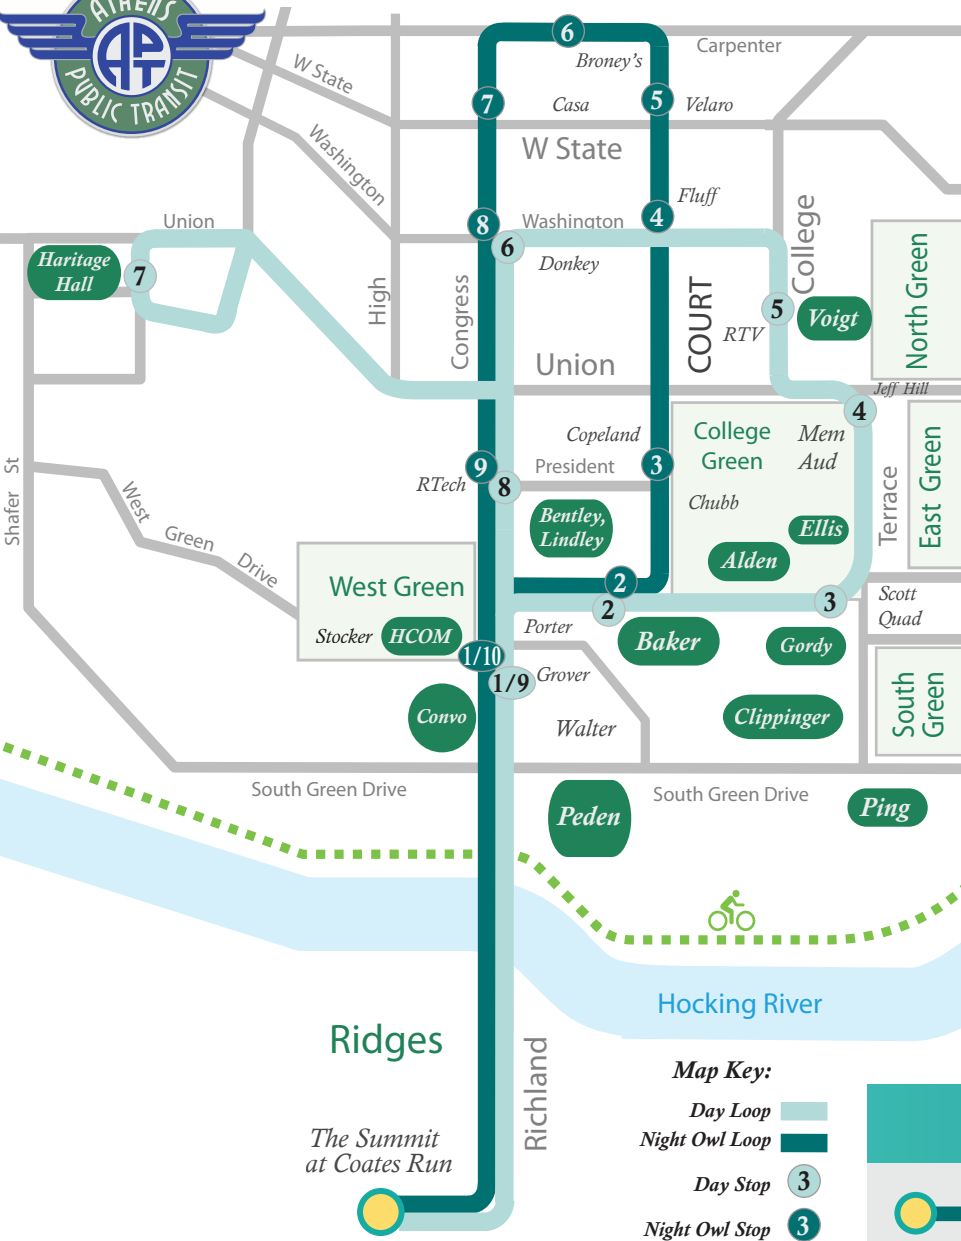 ATHENS
APT
PUBLIC TRANSIT
6
Carpenter
Broney's
W State
7
Casa
5
Velaro
W State
Washington
Fluff
4
8
Washington
Union
6
Donkey
College
Haritage
Hall
7
High
Congress
COURT
5
RTV
Voigt
North Green
Union
Jeff Hill
4
Copeland
College
Green
Mem
Aud
9
RTech
8
President
3
Chubb
Terrace
East Green
Shafer St
West Green Drive
Bentley,
Lindley
Ellis
Alden
West Green
2
2
3
Scott
Quad
Stocker
HCOM
Porter
Baker
Gordy
1/10
1/9
Grover
Convo
Walter
Clippinger
South
Green
South Green Drive
South Green Drive
Peden
Ping
Hocking River
Ridges
Richland
Map Key:
Day Loop
Night Owl Loop
The Summit
at Coates Run
Day Stop
3
Night Owl Stop
3